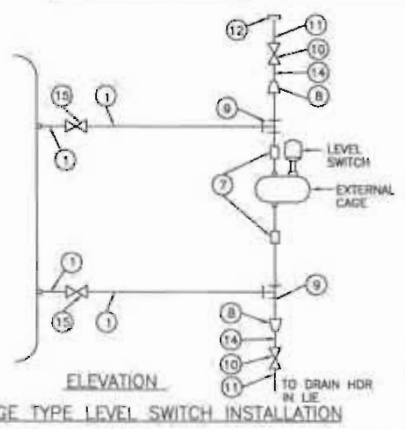 12
11
10
14
8
15
1
9
1
LEVEL
SWITCH
7
EXTERNAL
CAGE
1
9
15
1
8
14
10
11
ELEVATION
TO DRAIN HDR
IN LIE
GE TYPE LEVEL SWITCH INSTALLATION